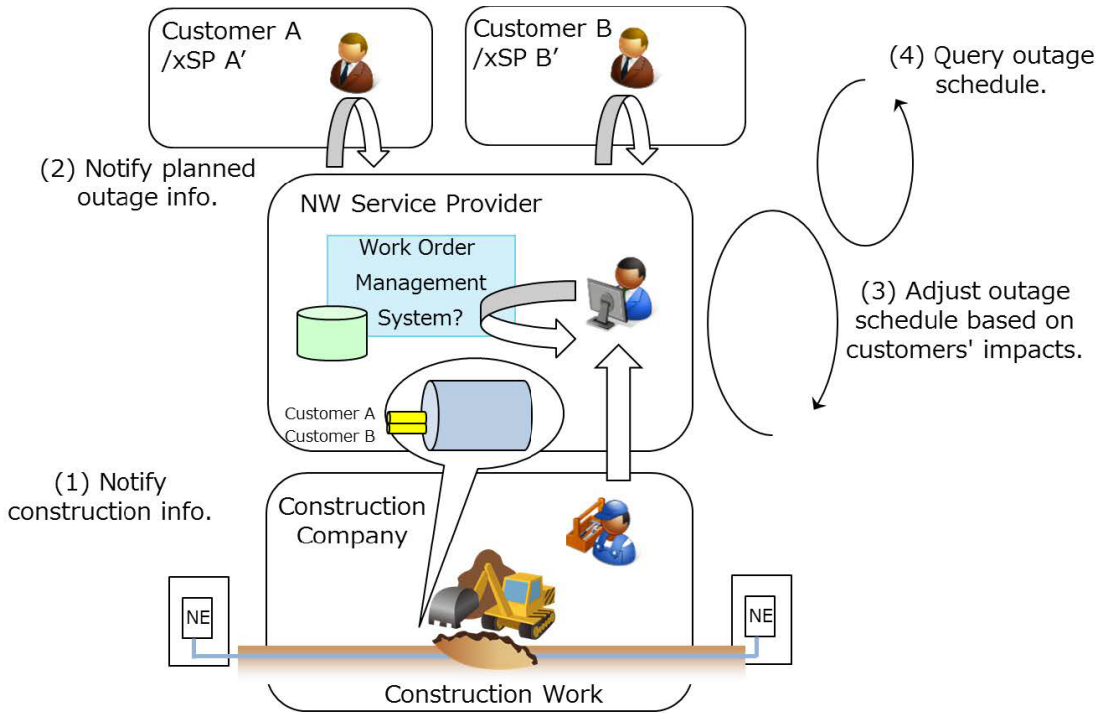 Customer A
/xSP A′
Customer B
/xSP B′
(4) Query outage
schedule.
(2) Notify planned
outage info.
NW Service Provider
Work Order
Management
System?
(3) Adjust outage
schedule based on
customers' impacts.
Customer A
Customer B
(1) Notify
construction info.
Construction
Company
NE
NE
Construction Work